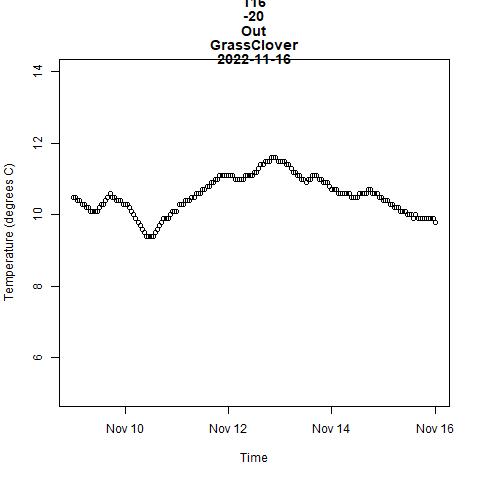 116
-20
Out
GrassClover
2022-11-16
14
12
10
8
6
Temperature (degrees C)
Nov 10 Nov 12 Nov 14 Nov 16
Time